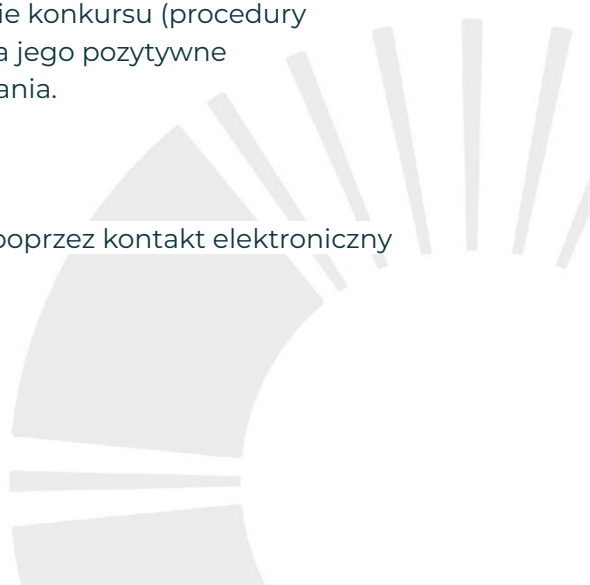 ie konkursu (procedury
a jego pozytywne
ania.
poprzez kontakt elektroniczny